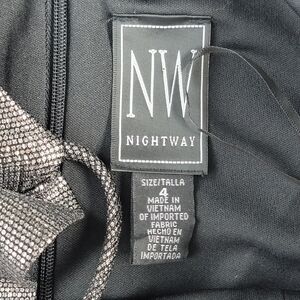 NW
NIGHTWAY
SIZE/TALLA
4
MADE IN
VIETNAM
OF IMPORTED
FABRIC
HECHO EN
VIETNAM
DE TELA
IMPORTADA